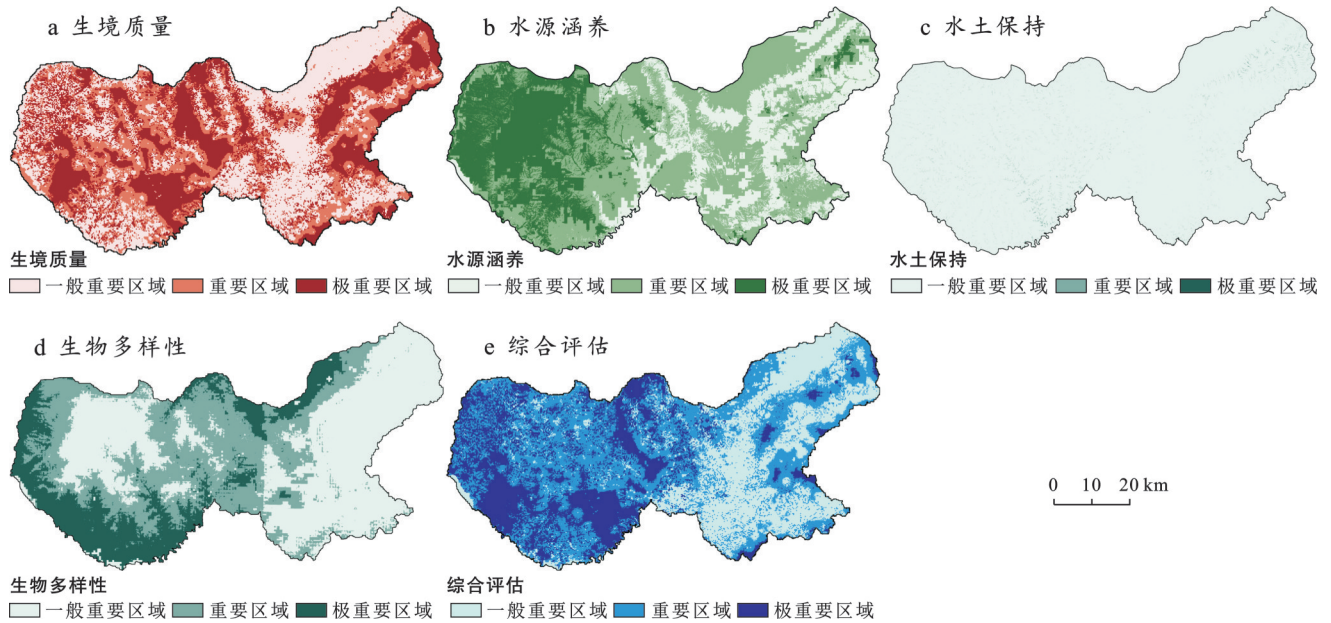 a 生境质量
b 水源涵养
c 水土保持
生境质量
一般重要区域 重要区域 极重要区域
水源涵养
一般重要区域 重要区域 极重要区域
水土保持
一般重要区域 重要区域 极重要区域
d 生物多样性
e 综合评估
0 10 20 km
生物多样性
一般重要区域 重要区域 极重要区域
综合评估
一般重要区域 重要区域 极重要区域